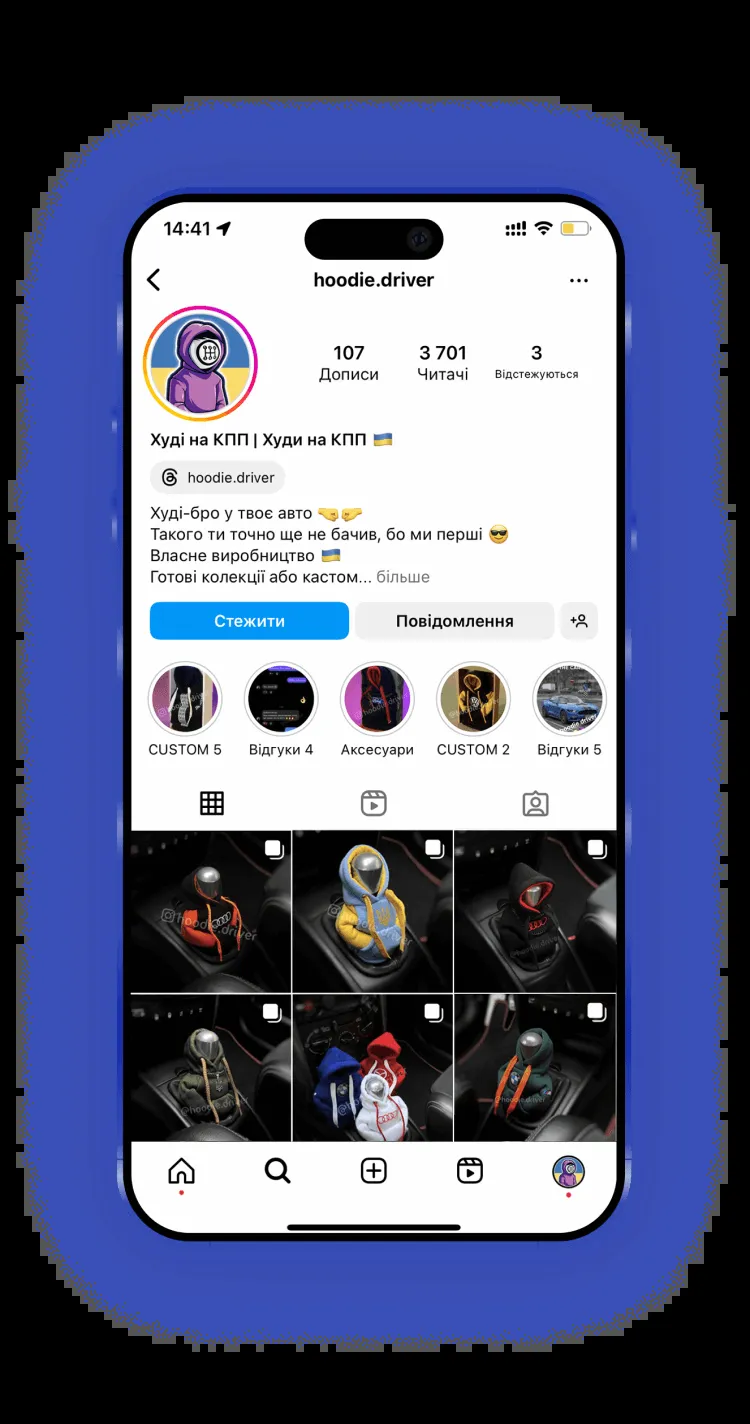 14:41
hoodie.driver
107
3 701
3
Дописи
Читачі
Відстежуються
Худі на КПП | Худи на КПП 🇺🇦
hoodie.driver
Худі-бро у твоє авто 🤜🤛
Такого ти точно ще не бачив, бо ми перші 😎
Власне виробництво 🇺🇦
Готові колекції або кастом... більше
Стежити
Повідомлення
CUSTOM 5
Відгуки 4
Аксесуари
CUSTOM 2
Відгуки 5
@hoodie.driver
@hoodie.driver
@hoodie.driver